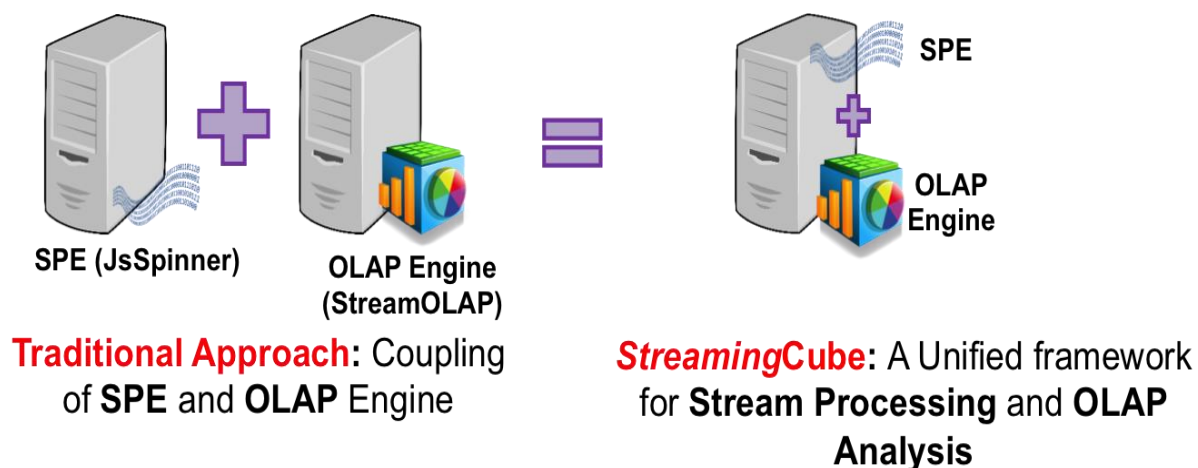 SPE (JsSpinner)
OLAP Engine
(StreamOLAP)
Traditional Approach: Coupling
of SPE and OLAP Engine
SPE
OLAP
Engine
StreamingCube: A Unified framework
for Stream Processing and OLAP
Analysis